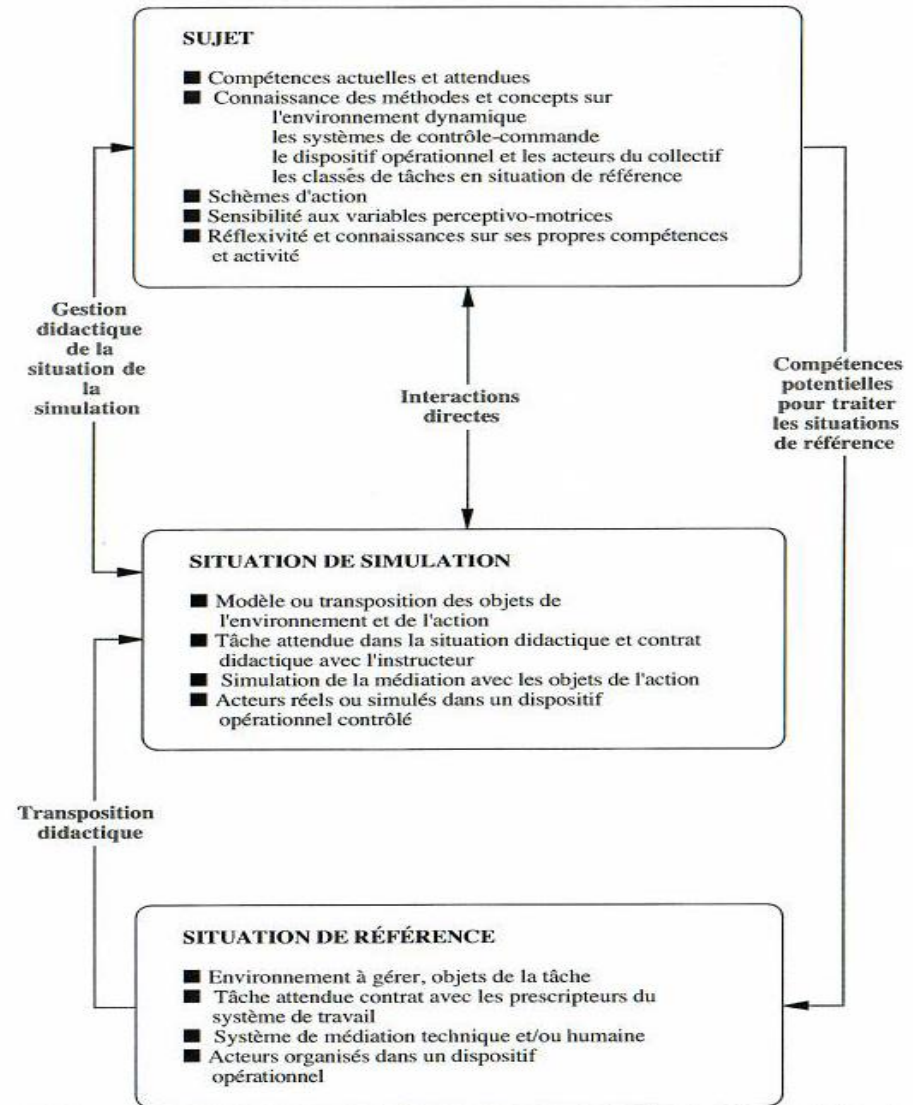 SUJET
■ Compétences actuelles et attendues
■ Connaissance des méthodes et concepts sur
l'environnement dynamique
les systèmes de contrôle-commande
le dispositif opérationnel et les acteurs du collectif
les classes de tâches en situation de référence
■ Schèmes d'action
■ Sensibilité aux variables perceptivo-motrices
■ Réflexivité et connaissances sur ses propres compétences
et activité
Gestion
didactique
de la
situation de
la
simulation
Interactions
directes
Compétences
potentielles
pour traiter
les situations
de référence
SITUATION DE SIMULATION
■ Modèle ou transposition des objets de
l'environnement et de l'action
■ Tâche attendue dans la situation didactique et contrat
didactique avec l'instructeur
■ Simulation de la médiation avec les objets de l'action
■ Acteurs réels ou simulés dans un dispositif
opérationnel contrôlé
Transposition
didactique
SITUATION DE RÉFÉRENCE
■ Environnement à gérer, objets de la tâche
■ Tâche attendue contrat avec les prescripteurs du
système de travail
■ Système de médiation technique et/ou humaine
■ Acteurs organisés dans un dispositif
opérationnel